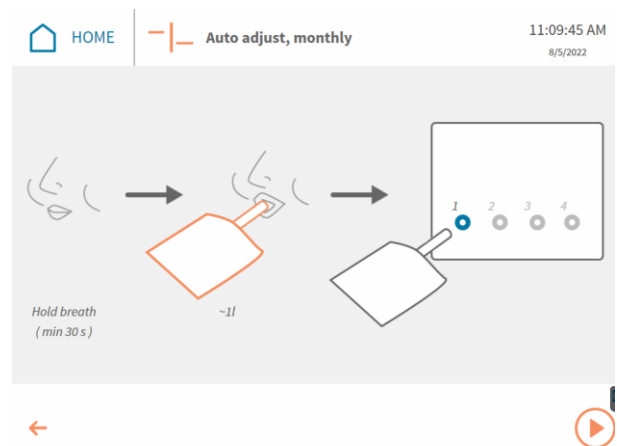 HOME
Auto adjust, monthly
11:09:45 AM
8/5/2022
1 2 3 4
Hold breath
( min 30 s )
~1l